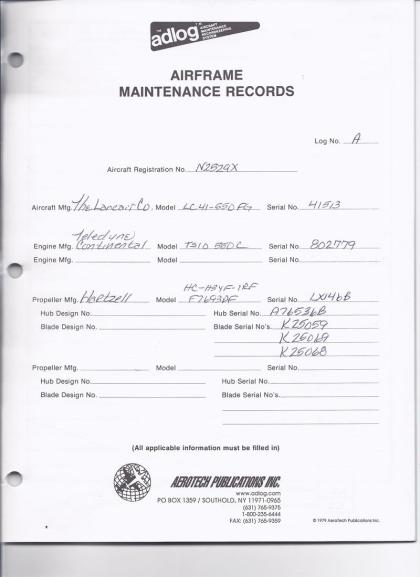 THE adlog AIRCRAFT MAINTENANCE RECORDKEEPING SYSTEM
AIRFRAME
MAINTENANCE RECORDS
Log No. A
Aircraft Registration No. N2529X
Aircraft Mfg. The Lancair Co. Model LC41-550FG Serial No. 41513
Engine Mfg. Teledyne Continental Model TSIO 550C Serial No. 802779
Engine Mfg. Model Serial No.
Propeller Mfg. Hartzell Model HC-H3YF-1RF F7693DF Serial No. LX146B
Hub Design No. Hub Serial No. A76536B
Blade Design No. Blade Serial No's. K25059
K25069
K25068
Propeller Mfg. Model Serial No.
Hub Design No. Hub Serial No.
Blade Design No. Blade Serial No's.
(All applicable information must be filled in)
AEROTECH PUBLICATIONS INC.
www.adlog.com
PO BOX 1359 / SOUTHOLD, NY 11971-0965
(631) 765-9375
1-800-235-6444
FAX: (631) 765-9359
© 1979 AeroTech Publications Inc.